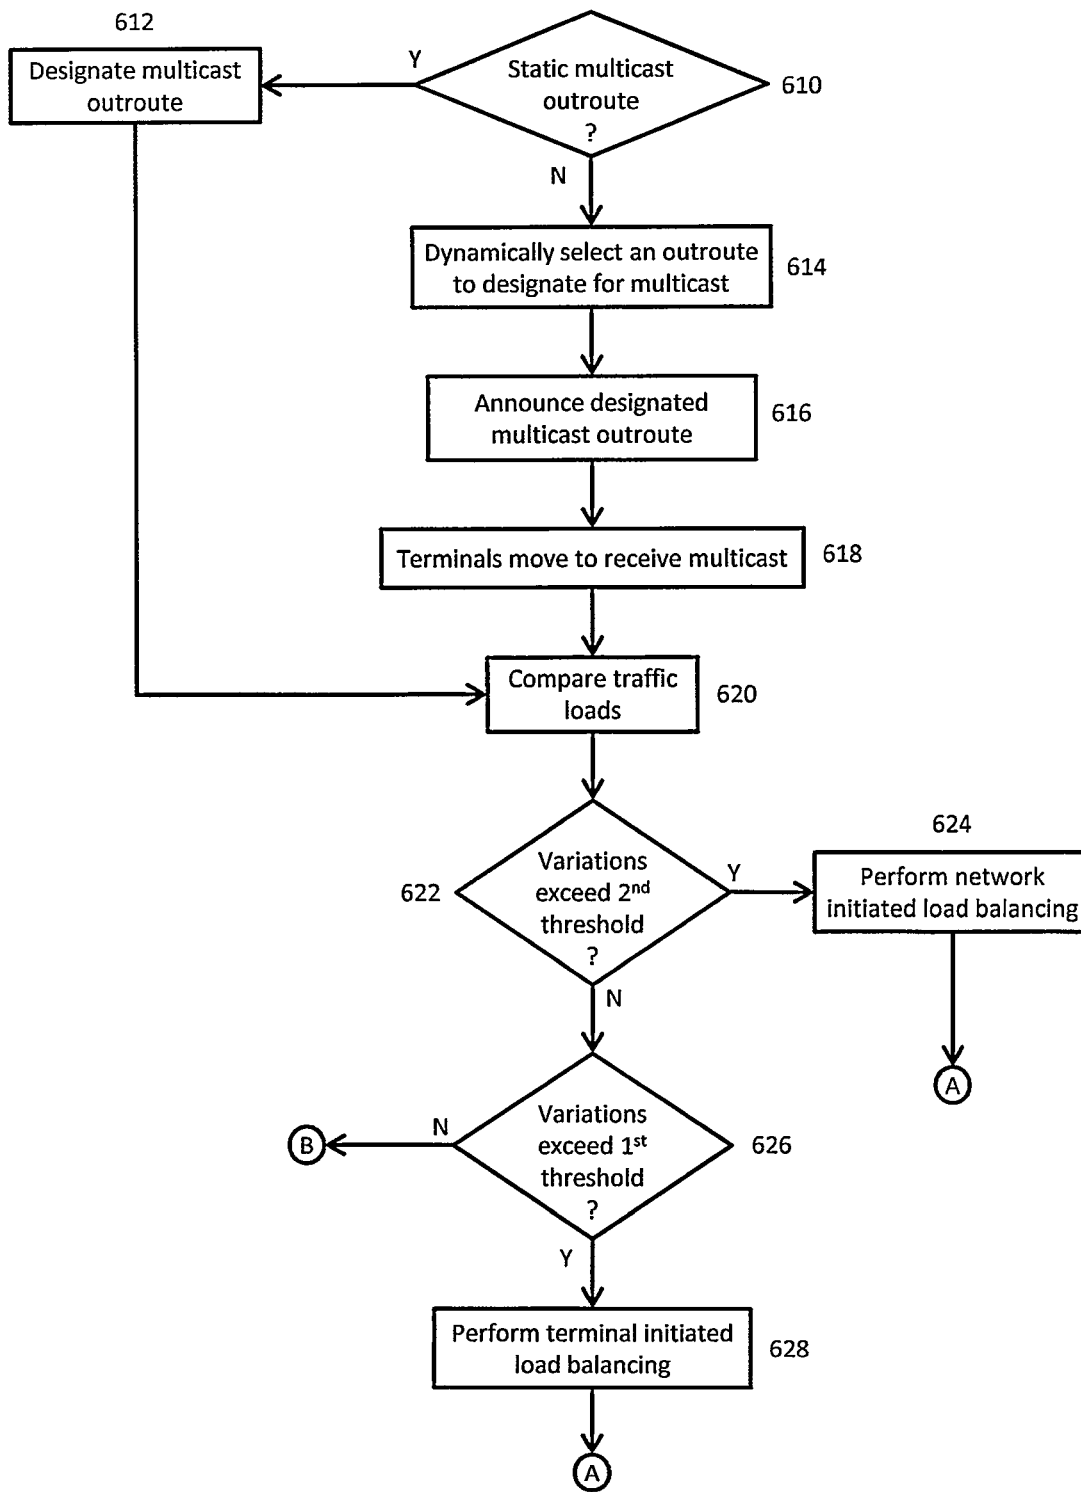 612
Designate multicast
outroute
Y
Static multicast
outroute
?
610
N
Dynamically select an outroute
to designate for multicast
614
Announce designated
multicast outroute
616
Terminals move to receive multicast
618
Compare traffic
loads
620
622
Variations
exceed 2nd
threshold
?
Y
624
Perform network
initiated load balancing
N
A
B
N
Variations
exceed 1st
threshold
?
626
Y
Perform terminal initiated
load balancing
628
A